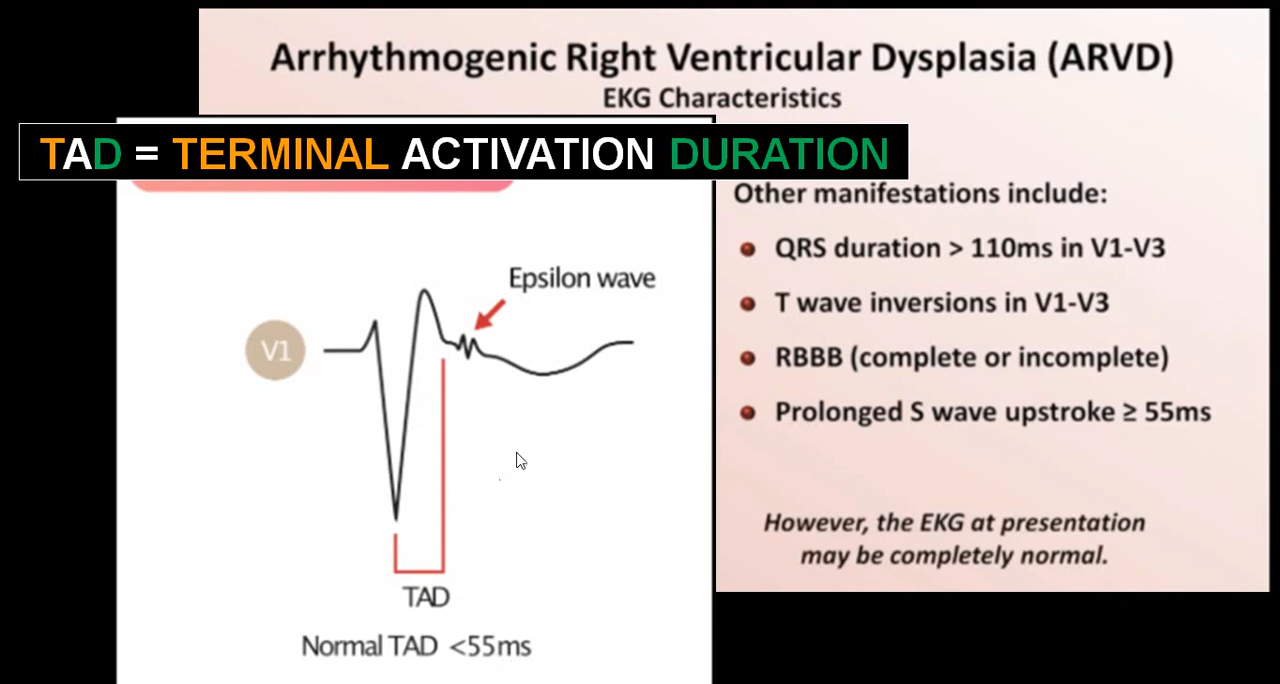 Arrhythmogenic Right Ventricular Dysplasia (ARVD)
EKG Characteristics
TAD = TERMINAL ACTIVATION DURATION
Other manifestations include:
QRS duration > 110ms in V1-V3
T wave inversions in V1-V3
RBBB (complete or incomplete)
Prolonged S wave upstroke ≥ 55ms
However, the EKG at presentation
may be completely normal.
Epsilon wave
V1
TAD
Normal TAD <55ms